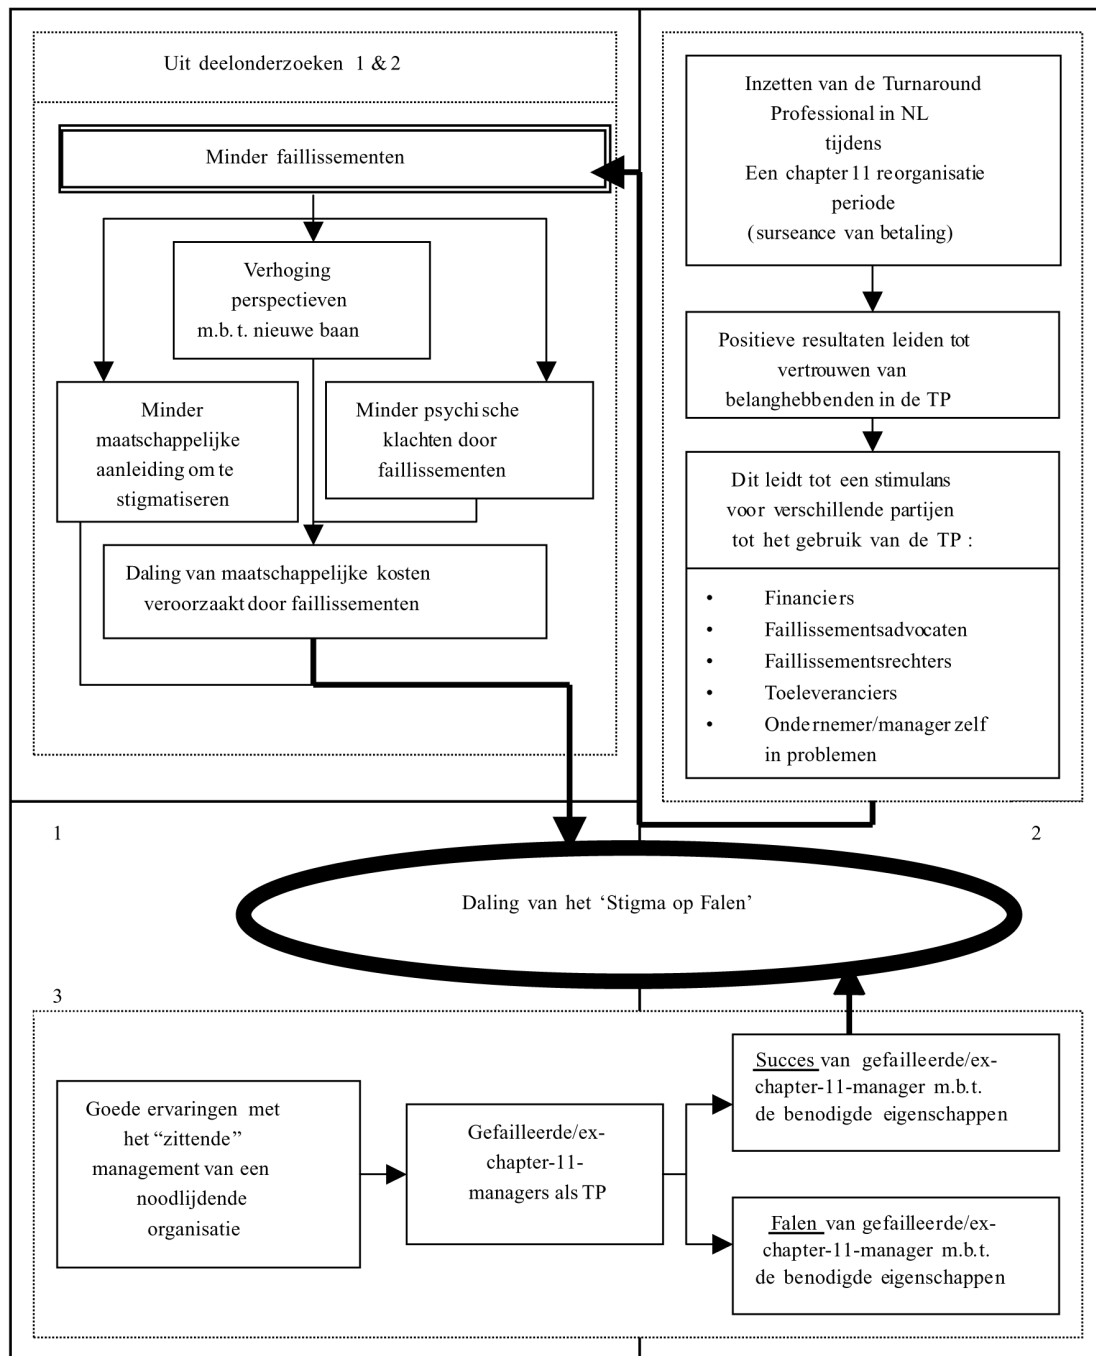 Uit deelonderzoeken 1 & 2
Minder faillissementen
Verhoging
perspectieven
m.b.t. nieuwe baan
Minder
maatschappelijke
aanleiding om te
stigmatiseren
Minder psychische
klachten door
faillissementen
Daling van maatschappelijke kosten
veroorzaakt door faillissementen
1
Inzetten van de Turnaround
Professional in NL
tijdens
Een chapter 11 reorganisatie
periode
(surseance van betaling)
Positieve resultaten leiden tot
vertrouwen van
belanghebbenden in de TP
Dit leidt tot een stimulans
voor verschillende partijen
tot het gebruik van de TP :
• Financiers
• Faillissementsadvocaten
• Faillissementsrechters
• Toeleveranciers
• Ondernemer/manager zelf
in problemen
2
Daling van het ‘Stigma op Falen’
3
Goede ervaringen met
het “zittende”
management van een
noodlijdende
organisatie
Gefailleerde/ex-
chapter-11-
managers als TP
Succes van gefailleerde/ex-
chapter-11-manager m.b.t.
de benodigde eigenschappen
Falen van gefailleerde/ex-
chapter-11-manager m.b.t.
de benodigde eigenschappen